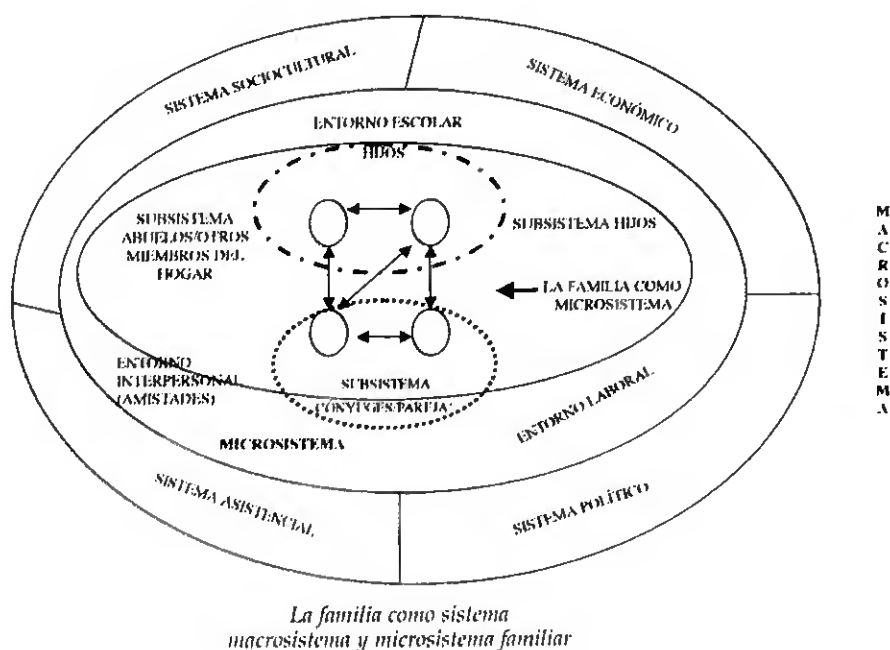 SISTEMA SOCIOCULTURAL
SISTEMA ECONÓMICO
ENTORNO ESCOLAR
HIJOS
SUBSISTEMA
ABUELOS/OTROS
MIEMBROS DEL
HOGAR
SUBSISTEMA HIJOS
LA FAMILIA COMO
MICROSISTEMA
MACROSISTEMA
ENTORNO
INTERPERSONAL
(AMISTADES)
SUBSISTEMA
CONYUGES/PAREJA
ENTORNO LABORAL
MICROSISTEMA
SISTEMA ASISTENCIAL
SISTEMA POLÍTICO
La familia como sistema
macrosistema y microsistema familiar